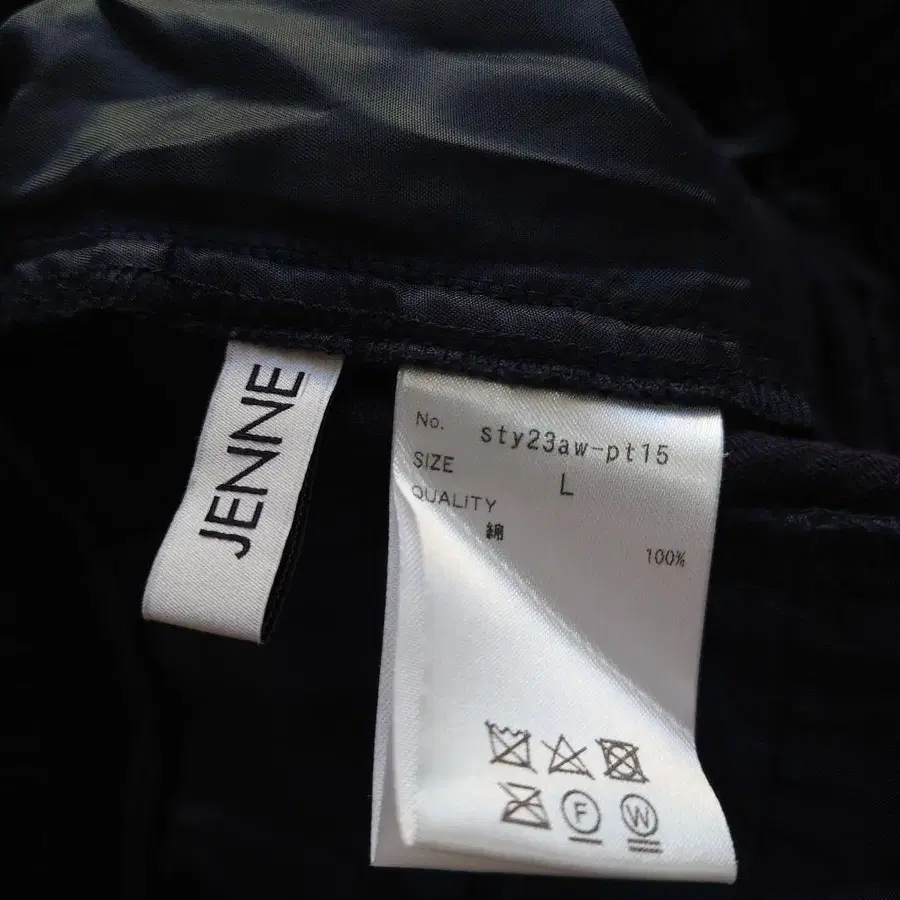 JENNE
No. sty23aw-pt15
SIZE L
QUALITY
綿 100%
F W